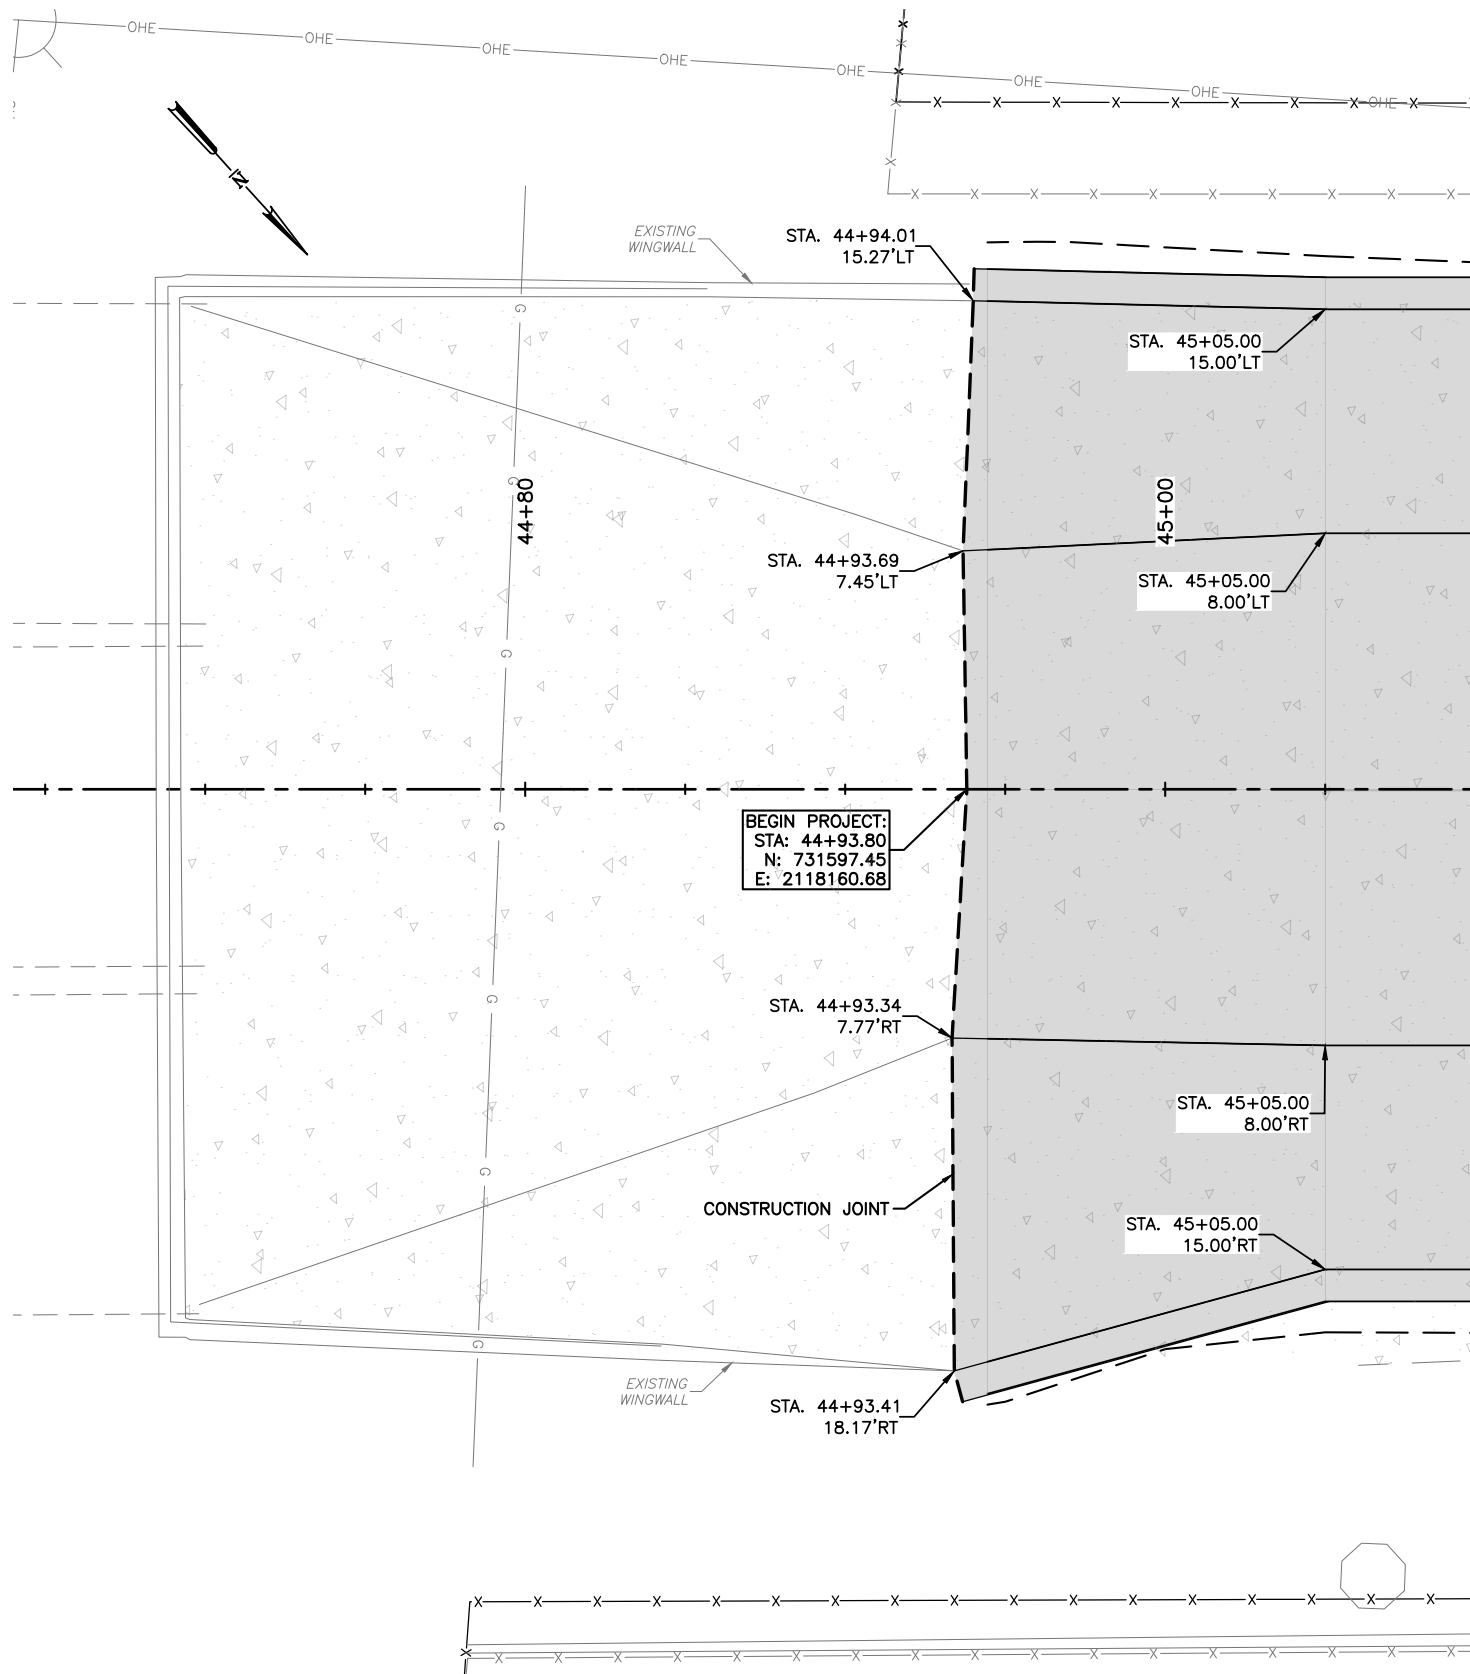 OHE
OHE
OHE
OHE
OHE
OHE
OHE
OHE
X X
X X X X X X X X X
X
X X X X X X X X X X
N
EXISTING
WINGWALL
STA. 44+94.01
15.27'LT
G
STA. 45+05.00
15.00'LT
G
44+80
45+00
STA. 44+93.69
7.45'LT
STA. 45+05.00
8.00'LT
G
G
BEGIN PROJECT:
STA: 44+93.80
N: 731597.45
E: 2118160.68
G
STA. 44+93.34
7.77'RT
STA. 45+05.00
8.00'RT
G
CONSTRUCTION JOINT
STA. 45+05.00
15.00'RT
G
EXISTING
WINGWALL
STA. 44+93.41
18.17'RT
X X X X X X X X X X X X X X X X X
X
X X X X X X X X X X X X X X X X X